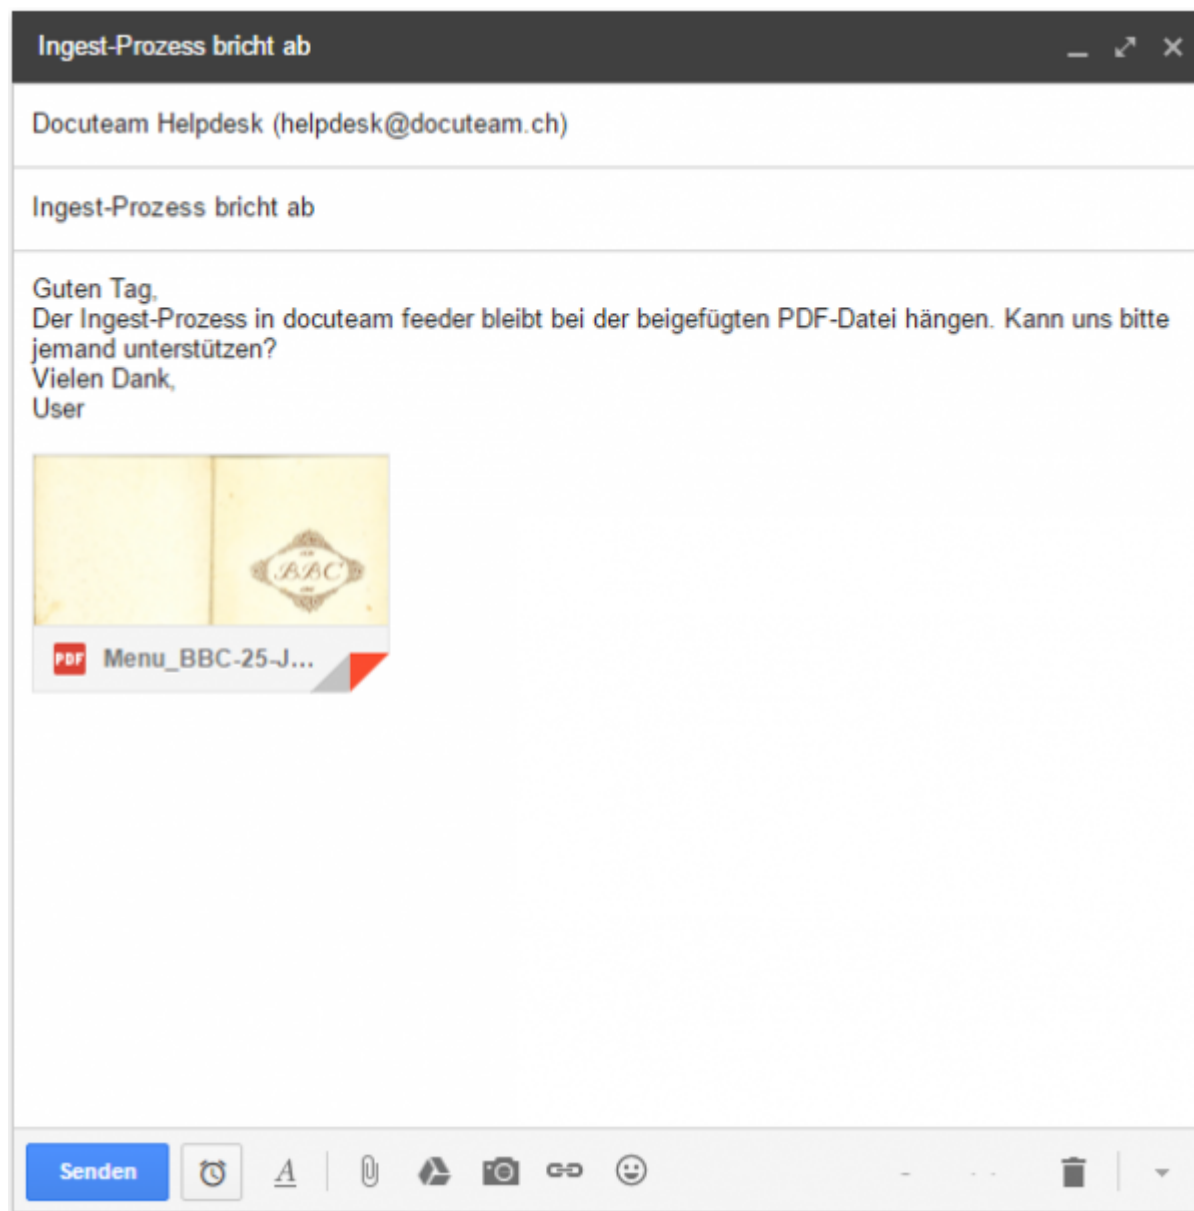 Ingest-Prozess bricht ab
Docuteam Helpdesk (helpdesk@docuteam.ch)
Ingest-Prozess bricht ab
Guten Tag,
Der Ingest-Prozess in docuteam feeder bleibt bei der beigefügten PDF-Datei hängen. Kann uns bitte
jemand unterstützen?
Vielen Dank,
User
BBC
PDF Menu_BBC-25-J...
Senden A